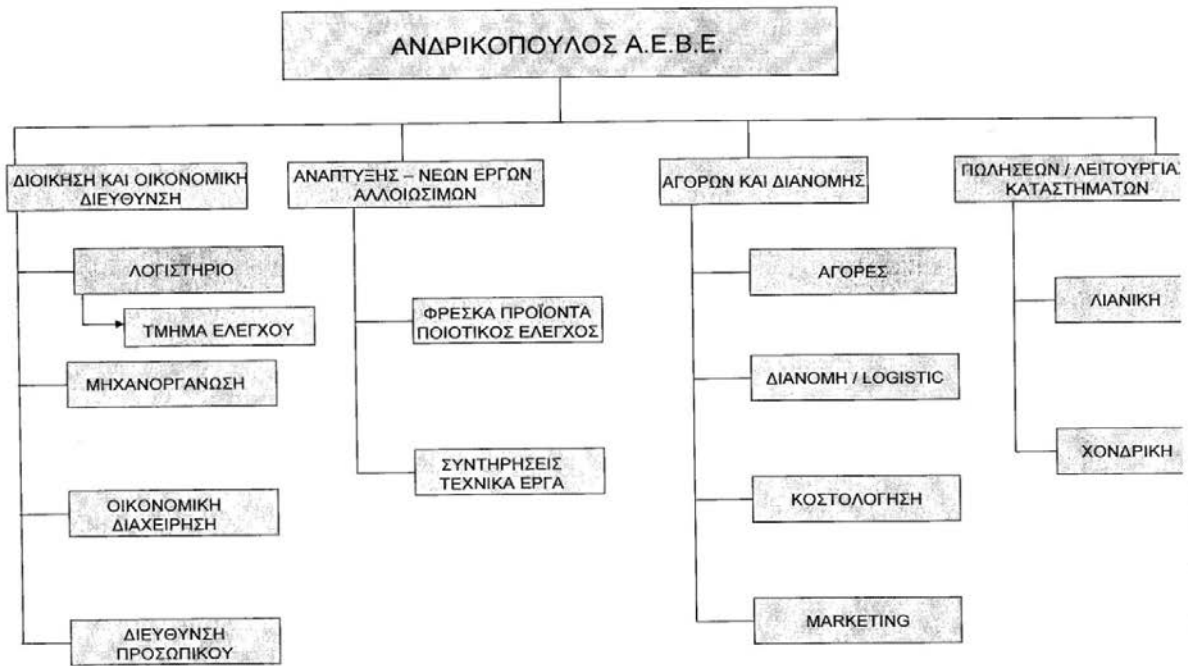 ΑΝΔΡΙΚΟΠΟΥΛΟΣ Α.Ε.Β.Ε.
ΔΙΟΙΚΗΣΗ ΚΑΙ ΟΙΚΟΝΟΜΙΚΗ
ΔΙΕΥΘΥΝΣΗ
ΛΟΓΙΣΤΗΡΙΟ
ΤΜΗΜΑ ΕΛΕΓΧΟΥ
ΜΗΧΑΝΟΡΓΑΝΩΣΗ
ΟΙΚΟΝΟΜΙΚΗ
ΔΙΑΧΕΙΡΗΣΗ
ΔΙΕΥΘΥΝΣΗ
ΠΡΟΣΩΠΙΚΟΥ
ΑΝΑΠΤΥΞΗΣ – ΝΕΩΝ ΕΡΓΩΝ
ΑΛΛΟΙΩΣΙΜΩΝ
ΦΡΕΣΚΑ ΠΡΟΪΟΝΤΑ
ΠΟΙΟΤΙΚΟΣ ΕΛΕΓΧΟΣ
ΣΥΝΤΗΡΗΣΕΙΣ
ΤΕΧΝΙΚΑ ΕΡΓΑ
ΑΓΟΡΩΝ ΚΑΙ ΔΙΑΝΟΜΗΣ
ΑΓΟΡΕΣ
ΔΙΑΝΟΜΗ / LOGISTIC
ΚΟΣΤΟΛΟΓΗΣΗ
MARKETING
ΠΩΛΗΣΕΩΝ / ΛΕΙΤΟΥΡΓΙΑΣ
ΚΑΤΑΣΤΗΜΑΤΩΝ
ΛΙΑΝΙΚΗ
ΧΟΝΔΡΙΚΗ